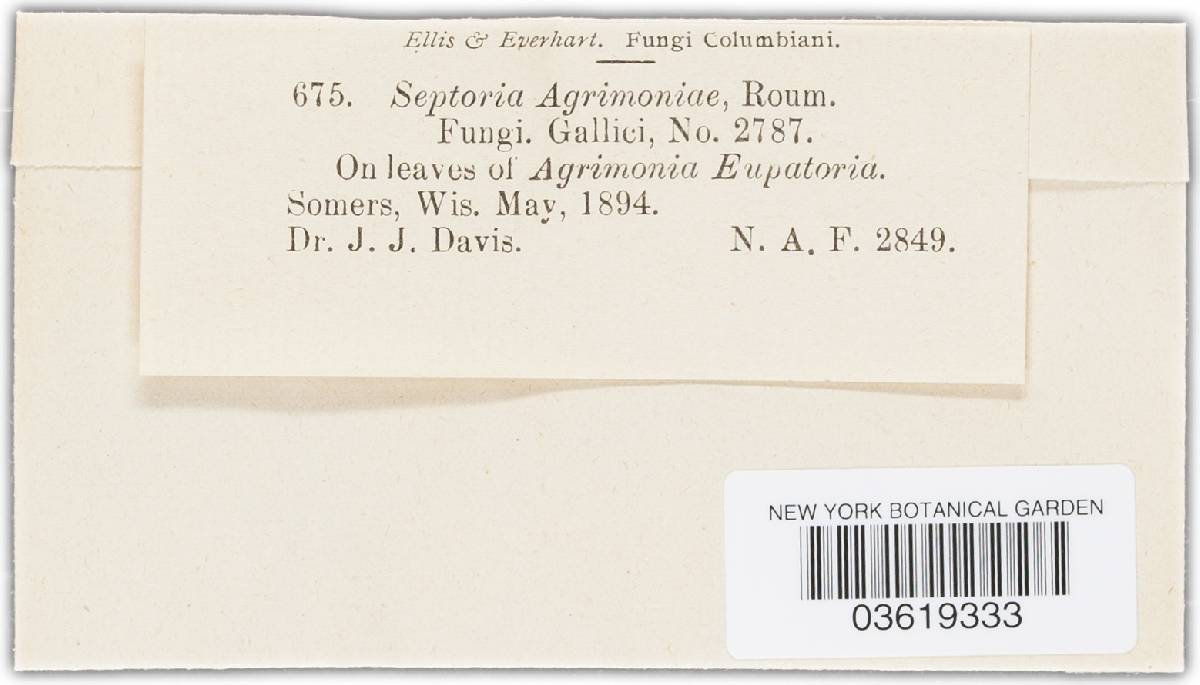 Ellis & Everhart. Fungi Columbiani.
675. Septoria Agrimoniae, Roum.
Fungi. Gallici, No. 2787.
On leaves of Agrimonia Eupatoria.
Somers, Wis. May, 1894.
Dr. J. J. Davis. N. A. F. 2849.
NEW YORK BOTANICAL GARDEN
03619333